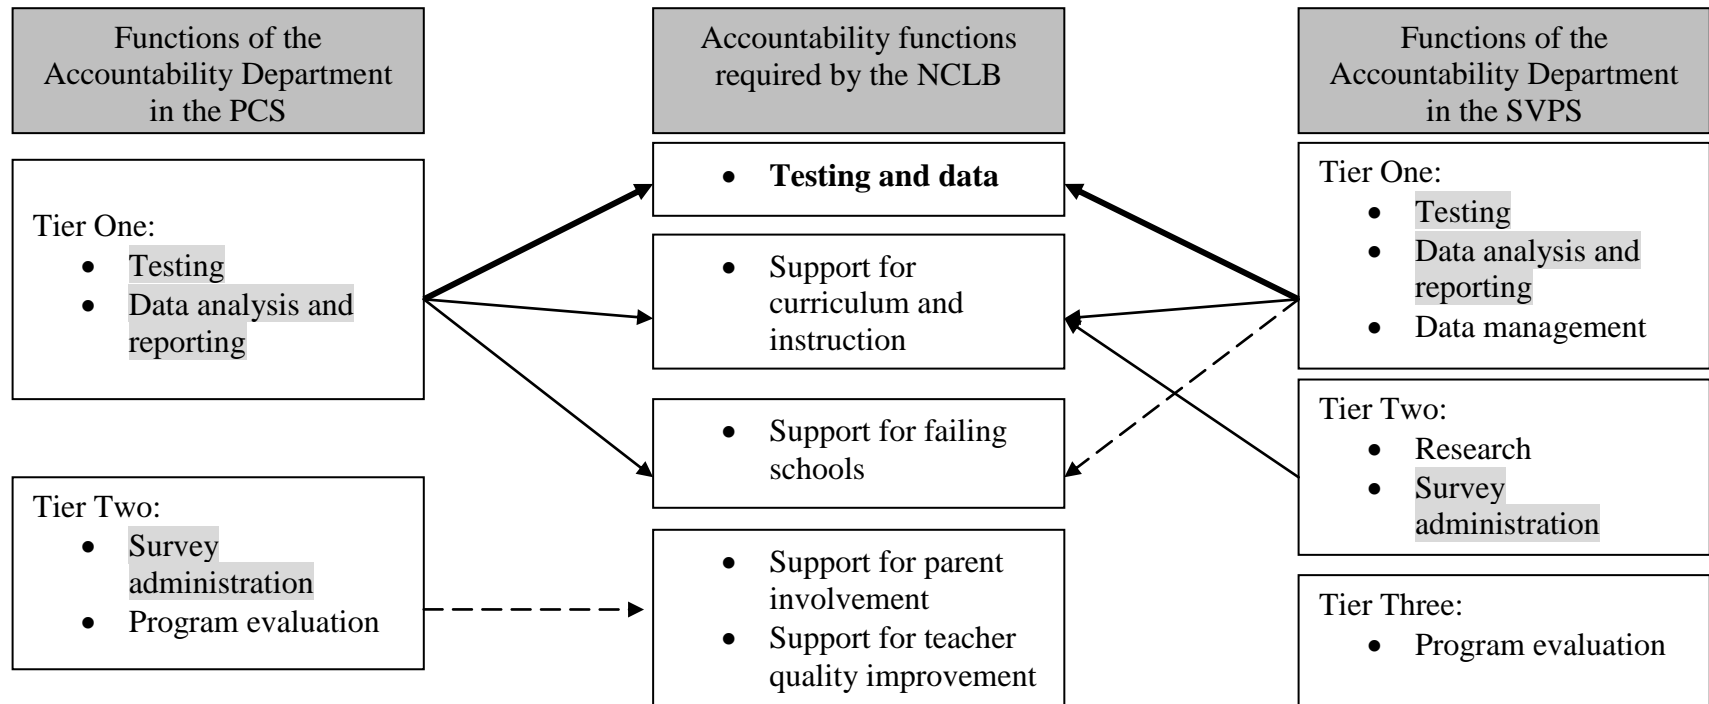 Functions of the
Accountability Department
in the PCS
Accountability functions
required by the NCLB
Functions of the
Accountability Department
in the SVPS
Tier One:
• Testing
• Data analysis and
reporting
Tier Two:
• Survey
administration
• Program evaluation
• Testing and data
• Support for
curriculum and
instruction
• Support for failing
schools
• Support for parent
involvement
• Support for teacher
quality improvement
Tier One:
• Testing
• Data analysis and
reporting
• Data management
Tier Two:
• Research
• Survey
administration
Tier Three:
• Program evaluation